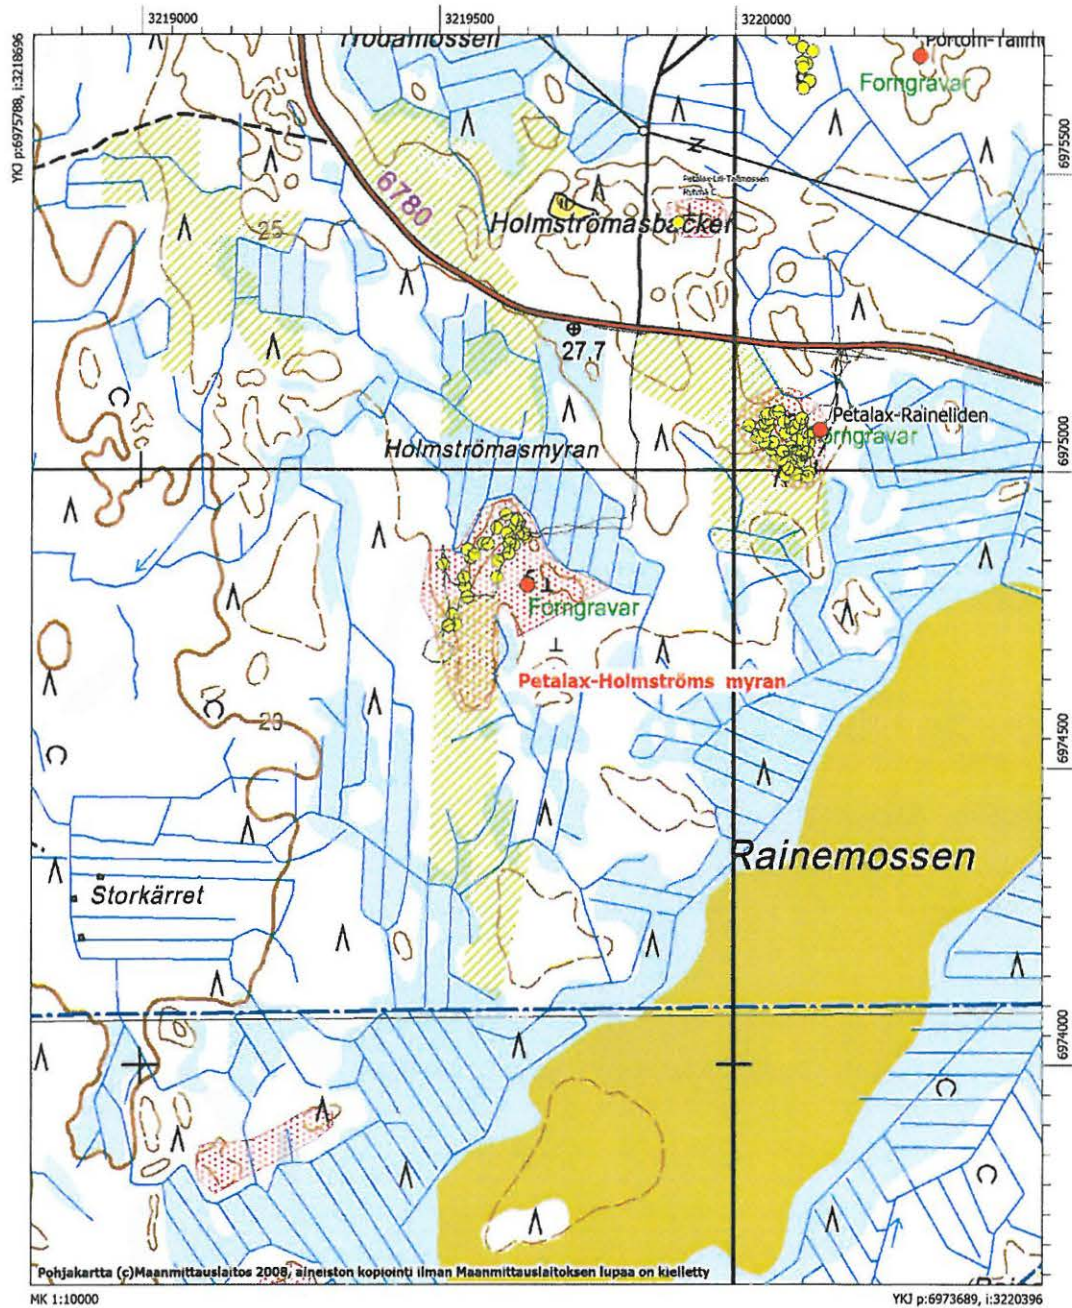 3219000
3219500
3220000
YKJ p:6975788, i:3218696
Forngravar
6975500
6780
25
Holmströmasbacken
27,7
Petalax-Raineliden
Forngravar
6975000
Holmströmasmyran
Forngravar
Petalax-Holmströms myran
20
6974500
Rainemossen
Storkärret
6974000
Pohjakartta (c)Maanmittauslaitos 2008, aineiston kopiointi ilman Maanmittauslaitoksen lupaa on kielletty
MK 1:10000
YKJ p:6973689, i:3220396